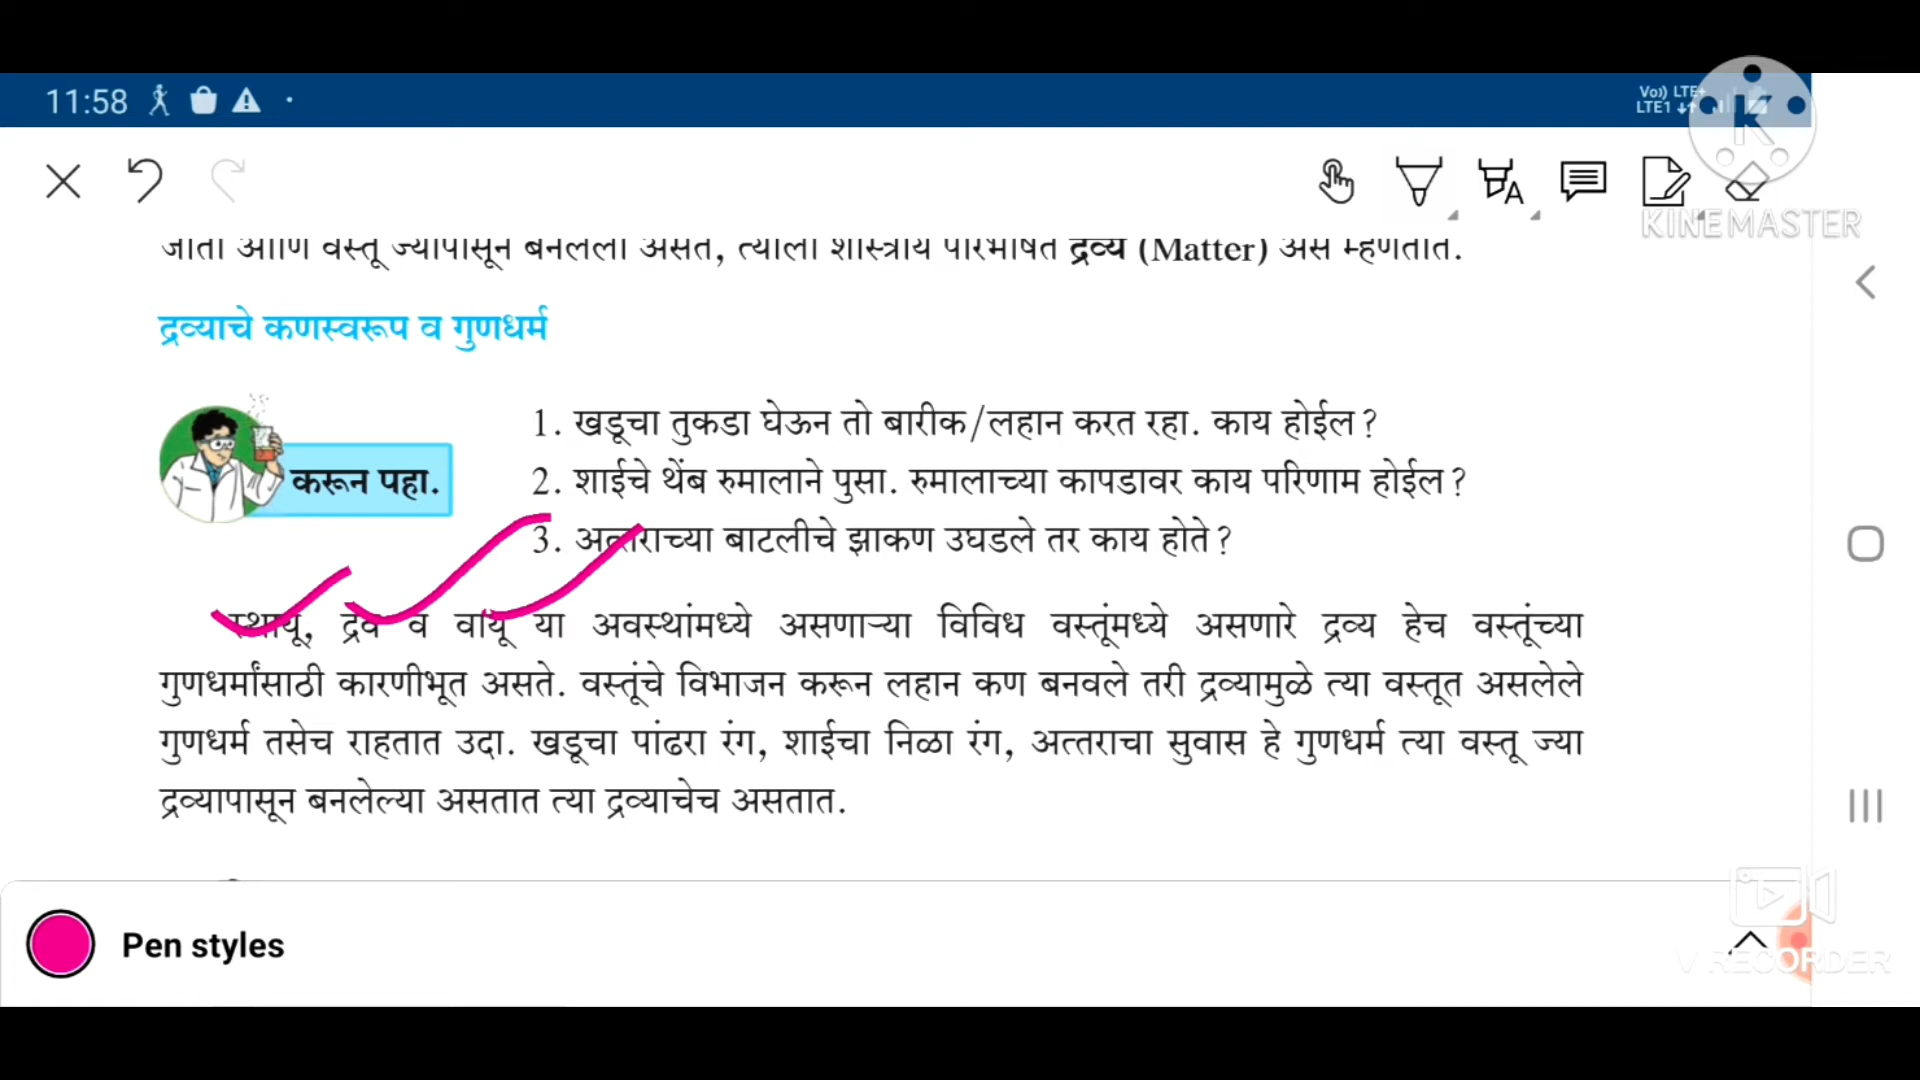 11:58
Vo)) LTE+
LTE1
K
KINEMASTER
जाता आणि वस्तू ज्यापासून बनलेली असते, त्याला शास्त्रीय परिभाषेत द्रव्य (Matter) असे म्हणतात.
द्रव्याचे कणस्वरूप व गुणधर्म
करून पहा.
1. खडूचा तुकडा घेऊन तो बारीक/लहान करत रहा. काय होईल?
2. शाईचे थेंब रुमालाने पुसा. रुमालाच्या कापडावर काय परिणाम होईल?
3. अत्तराच्या बाटलीचे झाकण उघडले तर काय होते?
स्थायू, द्रव व वायू या अवस्थांमध्ये असणाऱ्या विविध वस्तूंमध्ये असणारे द्रव्य हेच वस्तूंच्या
गुणधर्मांसाठी कारणीभूत असते. वस्तूंचे विभाजन करून लहान कण बनवले तरी द्रव्यामुळे त्या वस्तूत असलेले
गुणधर्म तसेच राहतात उदा. खडूचा पांढरा रंग, शाईचा निळा रंग, अत्तराचा सुवास हे गुणधर्म त्या वस्तू ज्या
द्रव्यापासून बनलेल्या असतात त्या द्रव्याचेच असतात.
Pen styles
V RECORDER